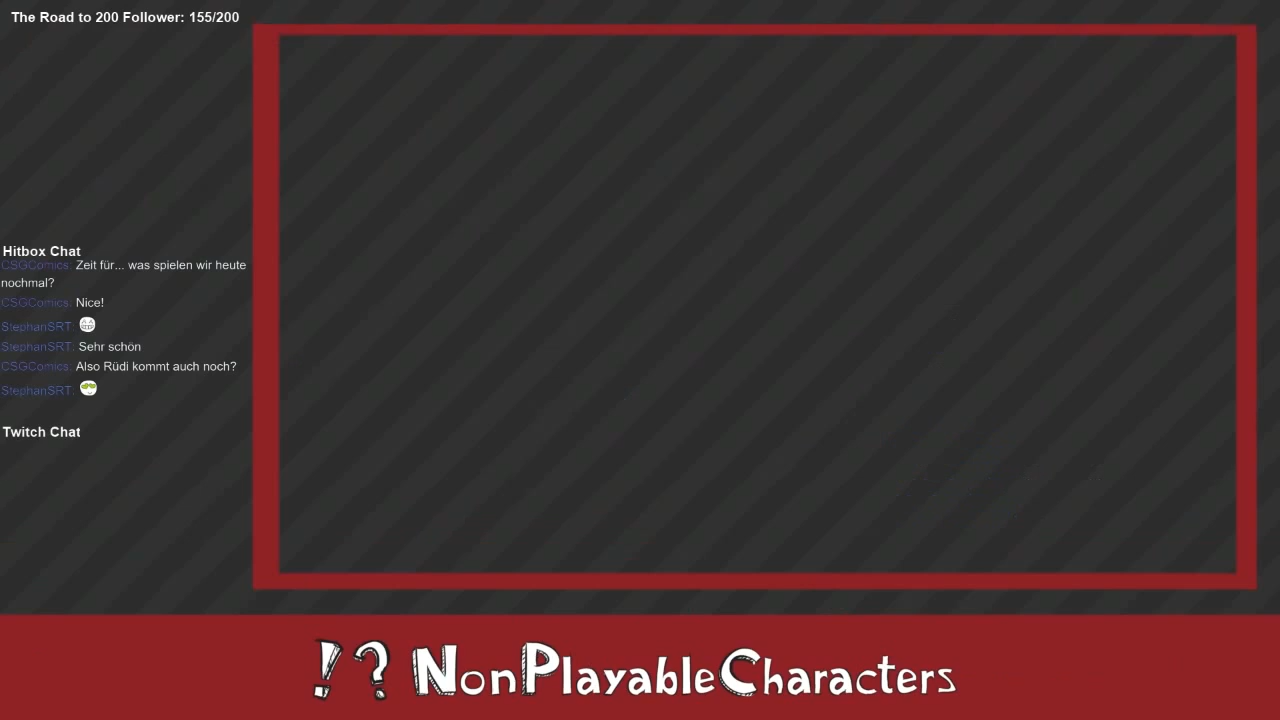 The Road to 200 Follower: 155/200
Hitbox Chat
CSGComics: Zeit für... was spielen wir heute
nochmal?
CSGComics: Nice!
StephanSRT:
StephanSRT: Sehr schön
CSGComics: Also Rüdi kommt auch noch?
StephanSRT:
Twitch Chat
!? NonPlayableCharacters